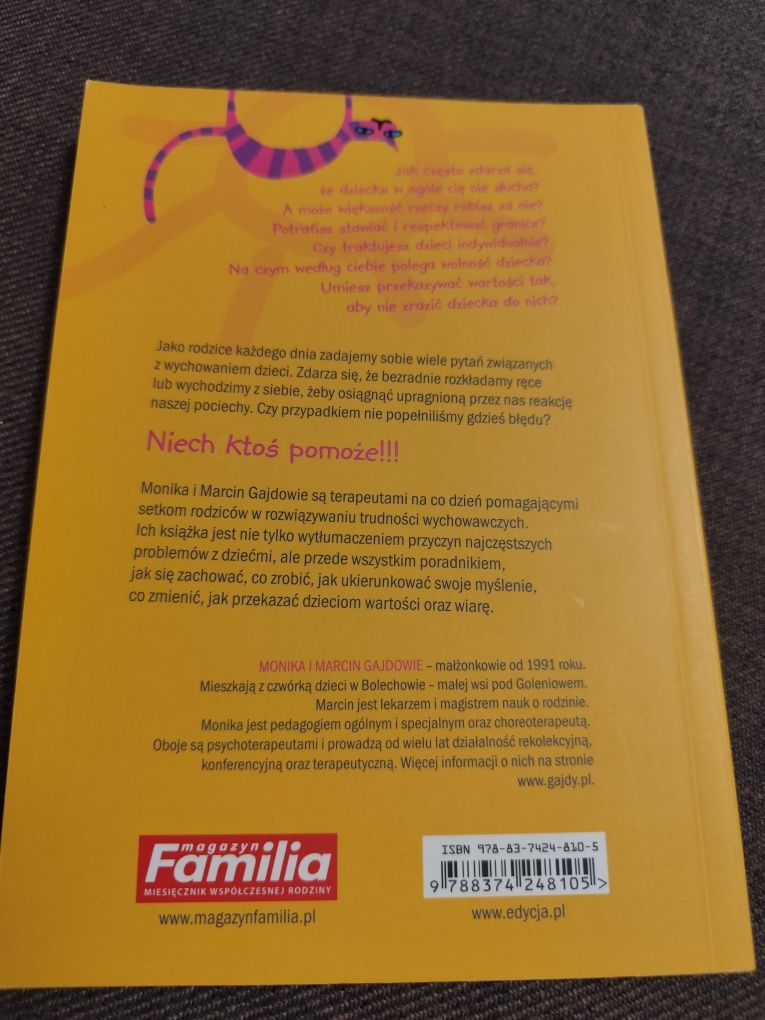 Jak często zdarza się,
że dziecko w ogóle cię nie słucha?
A może większość rzeczy robisz za nie?
Potrafisz stawiać i respektować granice?
Czy traktujesz dzieci indywidualnie?
Na czym według ciebie polega wolność dziecka?
Umiesz przekazywać wartości tak,
aby nie zrazić dziecka do nich?
Jako rodzice każdego dnia zadajemy sobie wiele pytań związanych
z wychowaniem dzieci. Zdarza się, że bezradnie rozkładamy ręce
lub wychodzimy z siebie, żeby osiągnąć upragnioną przez nas reakcję
naszej pociechy. Czy przypadkiem nie popełniliśmy gdzieś błędu?
Niech ktoś pomoże!!!
Monika i Marcin Gajdowie są terapeutami na co dzień pomagającymi
setkom rodziców w rozwiązywaniu trudności wychowawczych.
Ich książka jest nie tylko wytłumaczeniem przyczyn najczęstszych
problemów z dziećmi, ale przede wszystkim poradnikiem,
jak się zachować, co zrobić, jak ukierunkować swoje myślenie,
co zmienić, jak przekazać dzieciom wartości oraz wiarę.
MONIKA I MARCIN GAJDOWIE – małżonkowie od 1991 roku.
Mieszkają z czwórką dzieci w Bolechowie – małej wsi pod Goleniowem.
Marcin jest lekarzem i magistrem nauk o rodzinie.
Monika jest pedagogiem ogólnym i specjalnym oraz choreoterapeutą.
Oboje są psychoterapeutami i prowadzą od wielu lat działalność rekolekcyjną,
konferencyjną oraz terapeutyczną. Więcej informacji o nich na stronie
www.gajdy.pl.
magazyn
Familia
MIESIĘCZNIK WSPÓŁCZESNEJ RODZINY
www.magazynfamilia.pl
ISBN 978-83-7424-810-5
9 788374 248105 >
www.edycja.pl